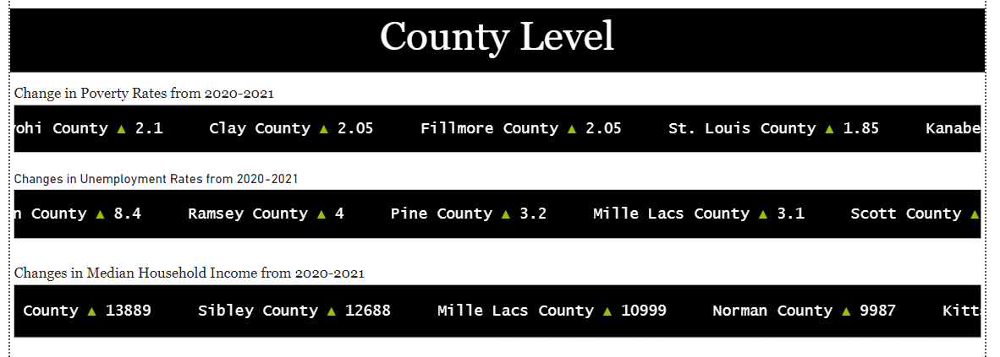 County Level
Change in Poverty Rates from 2020-2021
County ▲ 2.1 Clay County ▲ 2.05 Fillmore County ▲ 2.05 St. Louis County ▲ 1.85 Kanabe
Changes in Unemployment Rates from 2020-2021
n County ▲ 8.4 Ramsey County ▲ 4 Pine County ▲ 3.2 Mille Lacs County ▲ 3.1 Scott County ▲
Changes in Median Household Income from 2020-2021
County ▲ 13889 Sibley County ▲ 12688 Mille Lacs County ▲ 10999 Norman County ▲ 9987 Kitt